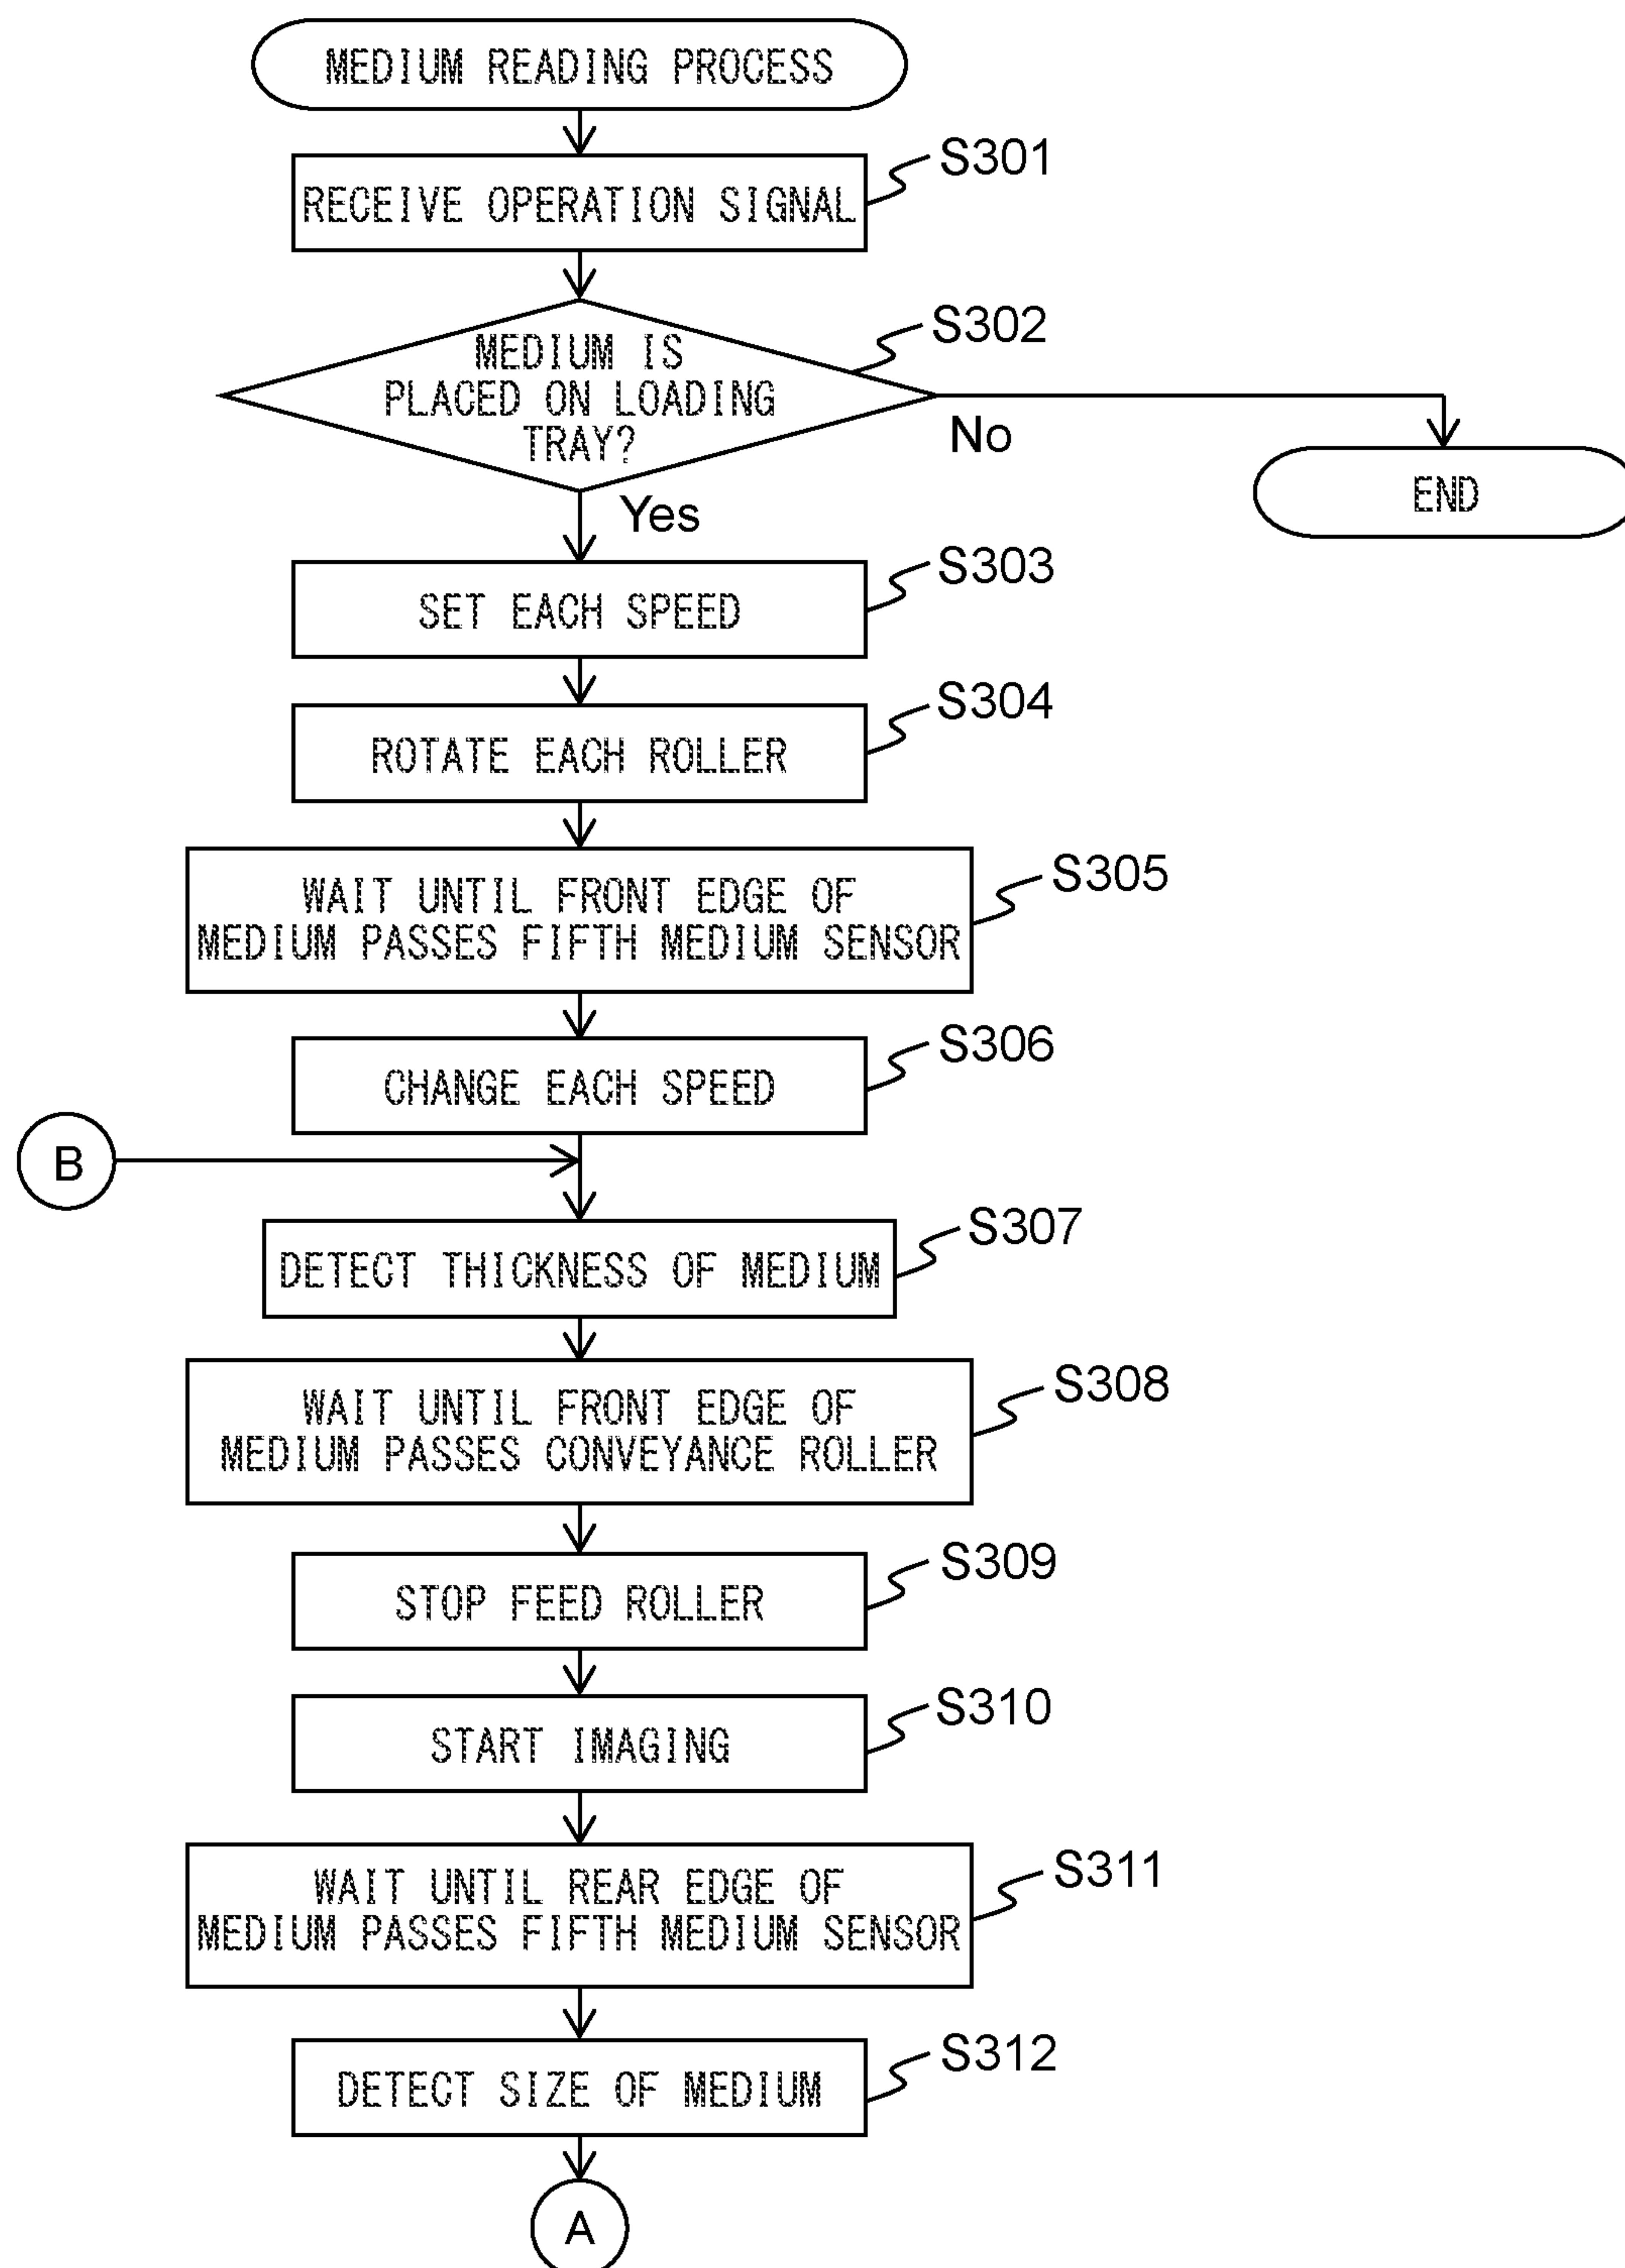 MEDIUM READING PROCESS
S301
RECEIVE OPERATION SIGNAL
S302
MEDIUM IS
PLACED ON LOADING
TRAY?
No
END
Yes
S303
SET EACH SPEED
S304
ROTATE EACH ROLLER
S305
WAIT UNTIL FRONT EDGE OF
MEDIUM PASSES FIFTH MEDIUM SENSOR
S306
CHANGE EACH SPEED
B
S307
DETECT THICKNESS OF MEDIUM
S308
WAIT UNTIL FRONT EDGE OF
MEDIUM PASSES CONVEYANCE ROLLER
S309
STOP FEED ROLLER
S310
START IMAGING
S311
WAIT UNTIL REAR EDGE OF
MEDIUM PASSES FIFTH MEDIUM SENSOR
S312
DETECT SIZE OF MEDIUM
A